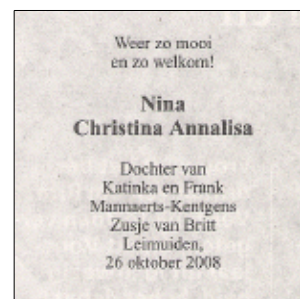 Weer zo mooi
en zo welkom!
Nina
Christina Annalisa
Dochter van
Katinka en Frank
Mannaerts-Kentgens
Zusje van Britt
Leimuiden,
26 oktober 2008